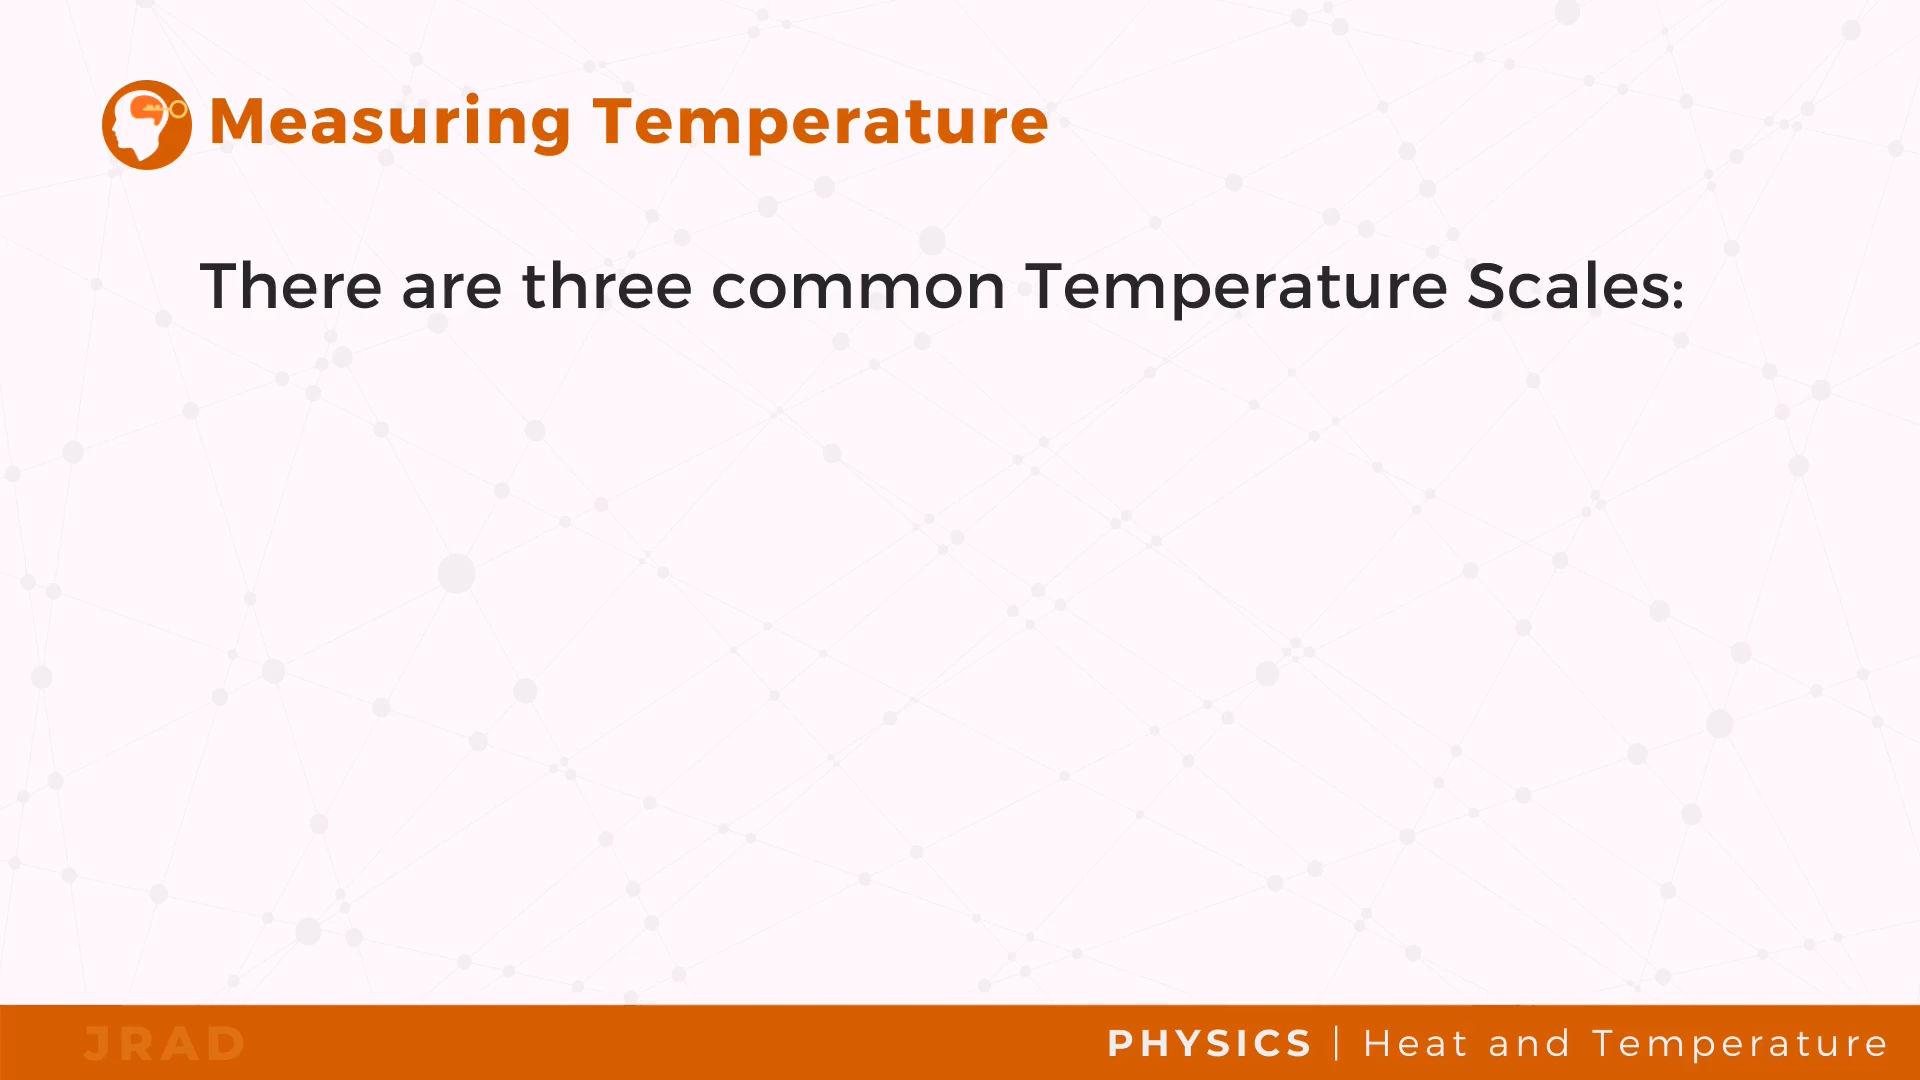 Measuring Temperature
There are three common Temperature Scales:
JRAD
PHYSICS | Heat and Temperature